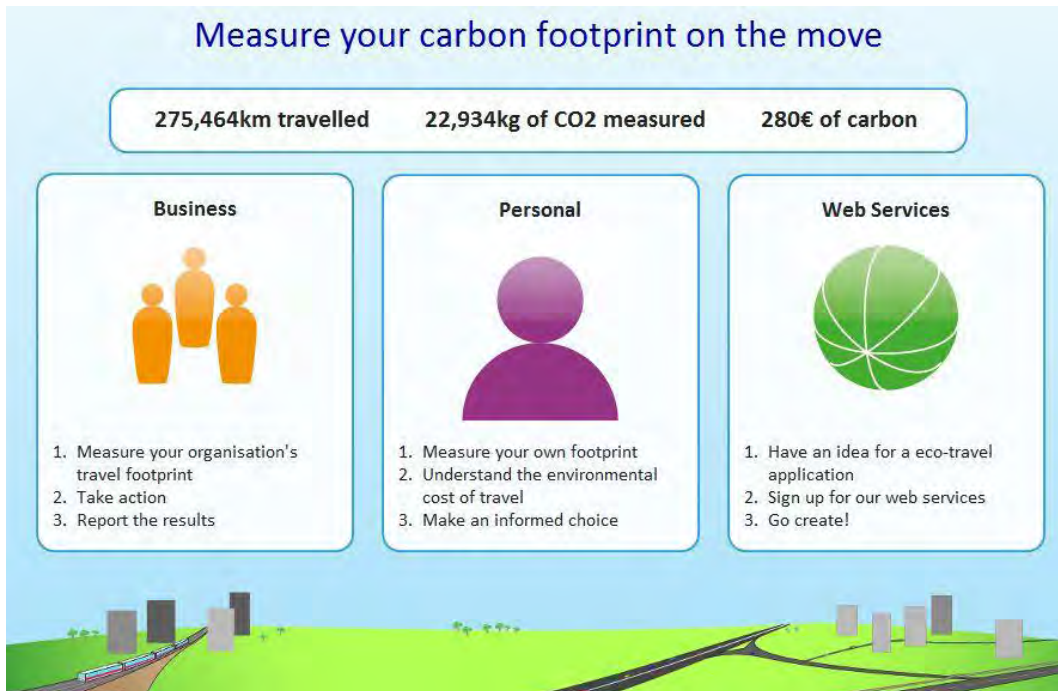 Measure your carbon footprint on the move
275,464km travelled 22,934kg of CO2 measured 280€ of carbon
Business
1. Measure your organisation's
travel footprint
2. Take action
3. Report the results
Personal
1. Measure your own footprint
2. Understand the environmental
cost of travel
3. Make an informed choice
Web Services
1. Have an idea for a eco-travel
application
2. Sign up for our web services
3. Go create!